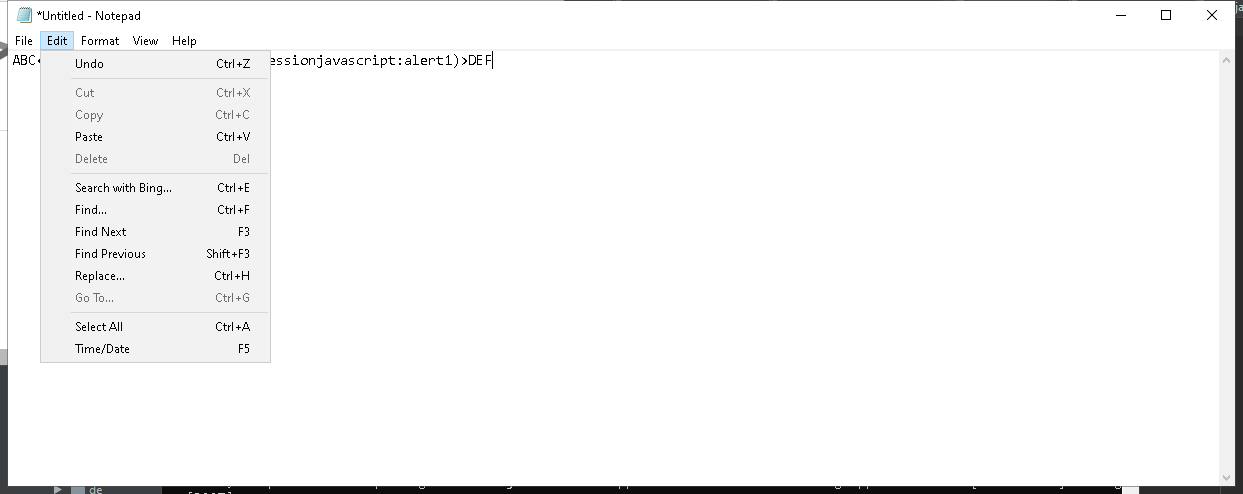 *Untitled - Notepad
File Edit Format View Help
ABC
essionjavascript:alert1)>DEF
Undo Ctrl+Z
Cut Ctrl+X
Copy Ctrl+C
Paste Ctrl+V
Delete Del
Search with Bing... Ctrl+E
Find... Ctrl+F
Find Next F3
Find Previous Shift+F3
Replace... Ctrl+H
Go To... Ctrl+G
Select All Ctrl+A
Time/Date F5
de